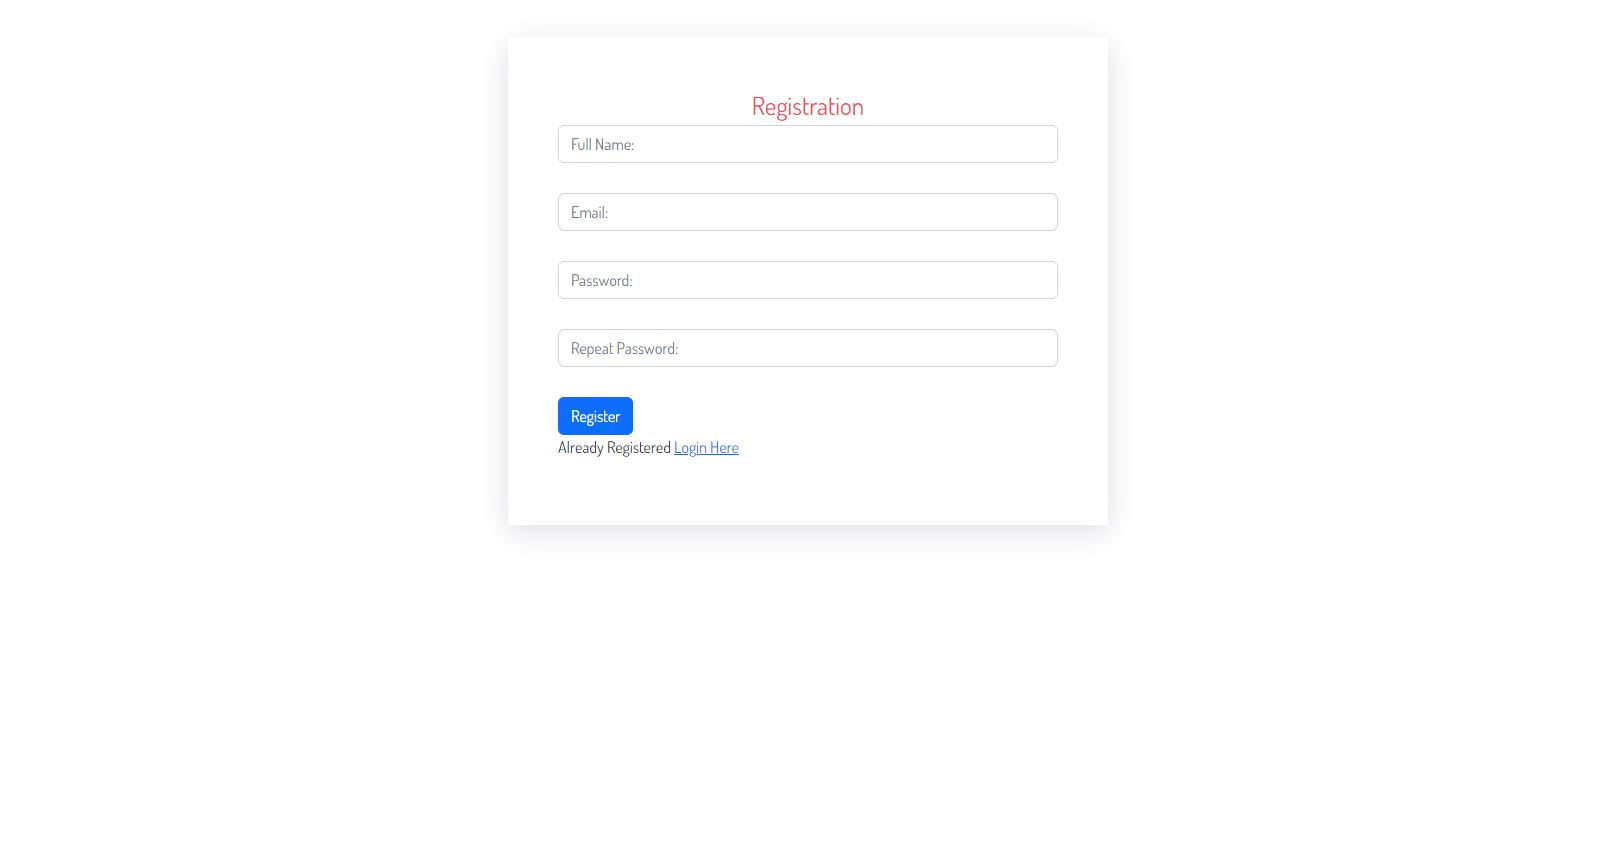 Registration
Full Name:
Email:
Password:
Repeat Password:
Register
Already Registered Login Here